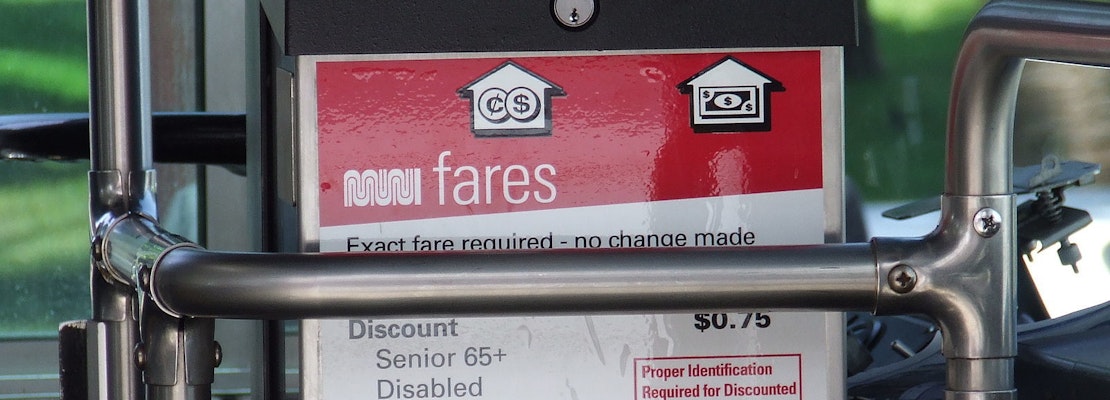 ¢ $
$ $ $
muni fares
Exact fare required - no change made
Discount $0.75
Senior 65+
Disabled
Proper Identification
Required for Discounted